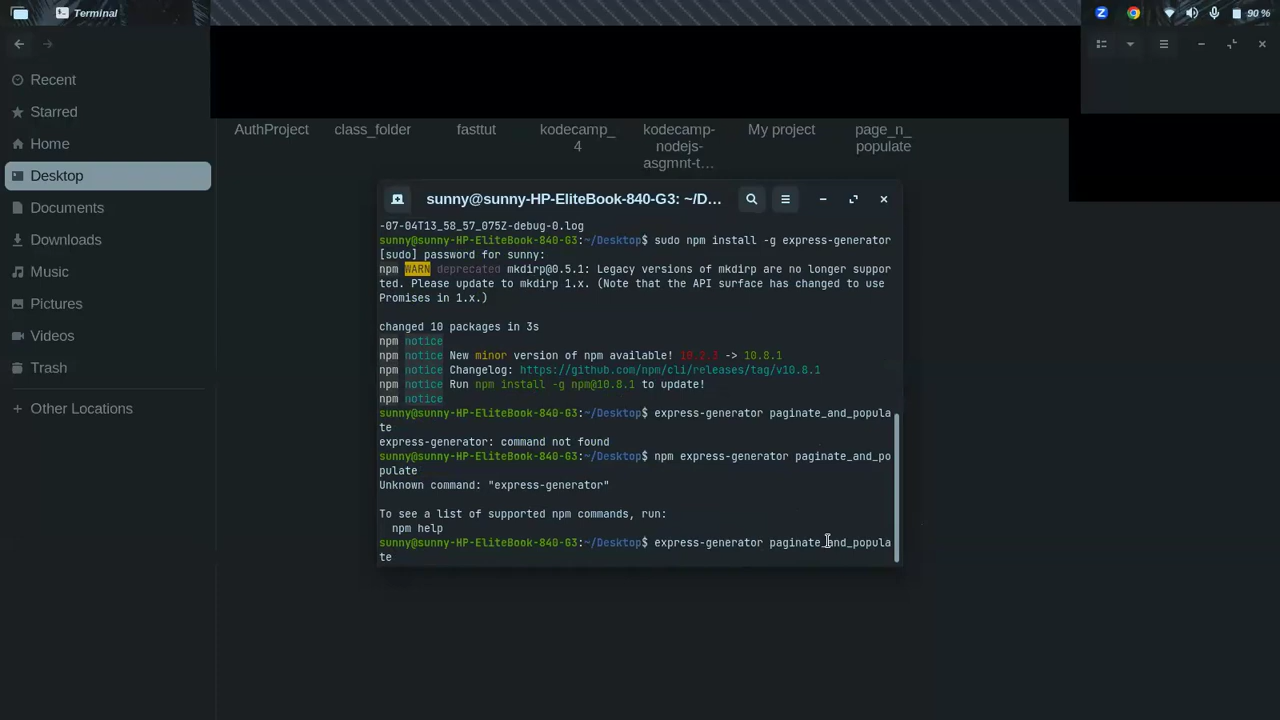 Terminal
90 %
Recent
Starred
Home
Desktop
Documents
Downloads
Music
Pictures
Videos
Trash
+ Other Locations
AuthProject
class_folder
fasttut
kodecamp_
4
kodecamp-
nodejs-
asgmnt-t…
My project
page_n_
populate
sunny@sunny-HP-EliteBook-840-G3: ~/D…
-07-04T13_58_57_075Z-debug-0.log
sunny@sunny-HP-EliteBook-840-G3:~/Desktop$ sudo npm install -g express-generator
[sudo] password for sunny:
npm WARN deprecated mkdirp@0.5.1: Legacy versions of mkdirp are no longer suppor
ted. Please update to mkdirp 1.x. (Note that the API surface has changed to use
Promises in 1.x.)
changed 10 packages in 3s
npm notice
npm notice New minor version of npm available! 10.2.3 -> 10.8.1
npm notice Changelog: https://github.com/npm/cli/releases/tag/v10.8.1
npm notice Run npm install -g npm@10.8.1 to update!
npm notice
sunny@sunny-HP-EliteBook-840-G3:~/Desktop$ express-generator paginate_and_popula
te
express-generator: command not found
sunny@sunny-HP-EliteBook-840-G3:~/Desktop$ npm express-generator paginate_and_po
pulate
Unknown command: "express-generator"
To see a list of supported npm commands, run:
npm help
sunny@sunny-HP-EliteBook-840-G3:~/Desktop$ express-generator paginate_and_popula
te